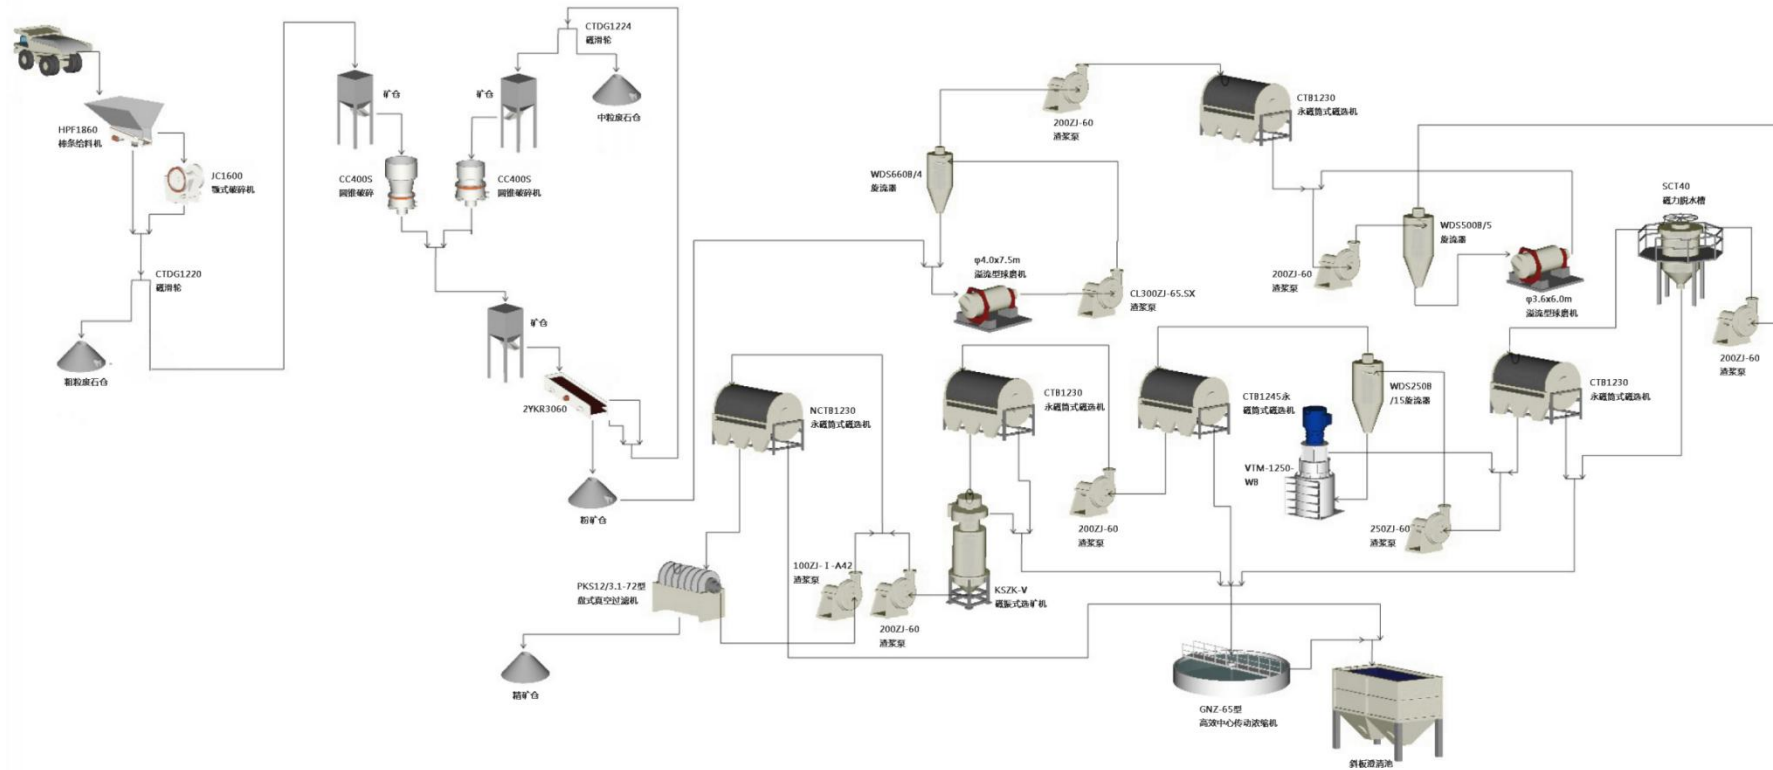 HPF1860
棒条给料机
JC1600
颚式破碎机
CTDG1220
磁滑轮
粗粒废石仓
矿仓
CC400S
圆锥破碎
CTDG1224
磁滑轮
矿仓
中粒废石仓
CC400S
圆锥破碎机
矿仓
2YKR3060
粉矿仓
WDS660B/4
旋流器
200ZJ-60
渣浆泵
CTB1230
永磁筒式磁选机
φ4.0x7.5m
溢流型球磨机
CL300ZJ-65.SX
渣浆泵
200ZJ-60
渣浆泵
WDS500B/5
旋流器
φ3.6x6.0m
溢流型球磨机
SCT40
磁力脱水槽
200ZJ-60
渣浆泵
CTB1230
永磁筒式磁选机
WDS250B
/15旋流器
VTM-1250-
WB
250ZJ-60
渣浆泵
CTB1245永
磁筒式磁选机
200ZJ-60
渣浆泵
CTB1230
永磁筒式磁选机
KSZK-V
磁振式选矿机
NCTB1230
永磁筒式磁选机
100ZJ-Ⅰ-A42
渣浆泵
200ZJ-60
渣浆泵
PKS12/3.1-72型
盘式真空过滤机
精矿仓
GNZ-65型
高效中心传动浓缩机
斜板澄清池